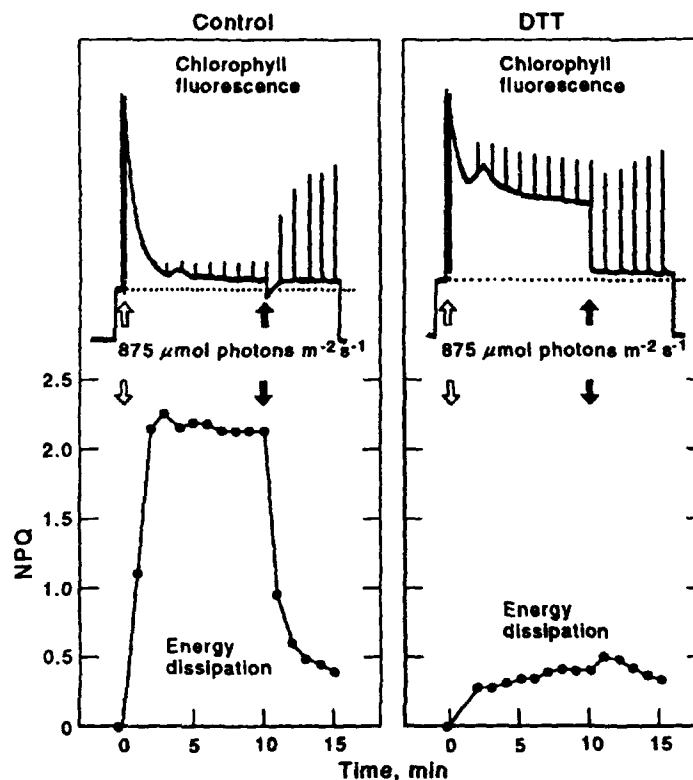 Control
DTT
Chlorophyll
fluorescence
Chlorophyll
fluorescence
875 μmol photons m⁻² s⁻¹
875 μmol photons m⁻² s⁻¹
2.5
2.0
1.5
1.0
0.5
0
NPQ
Energy
dissipation
Energy
dissipation
0 5 10 15
0 5 10 15
Time, min